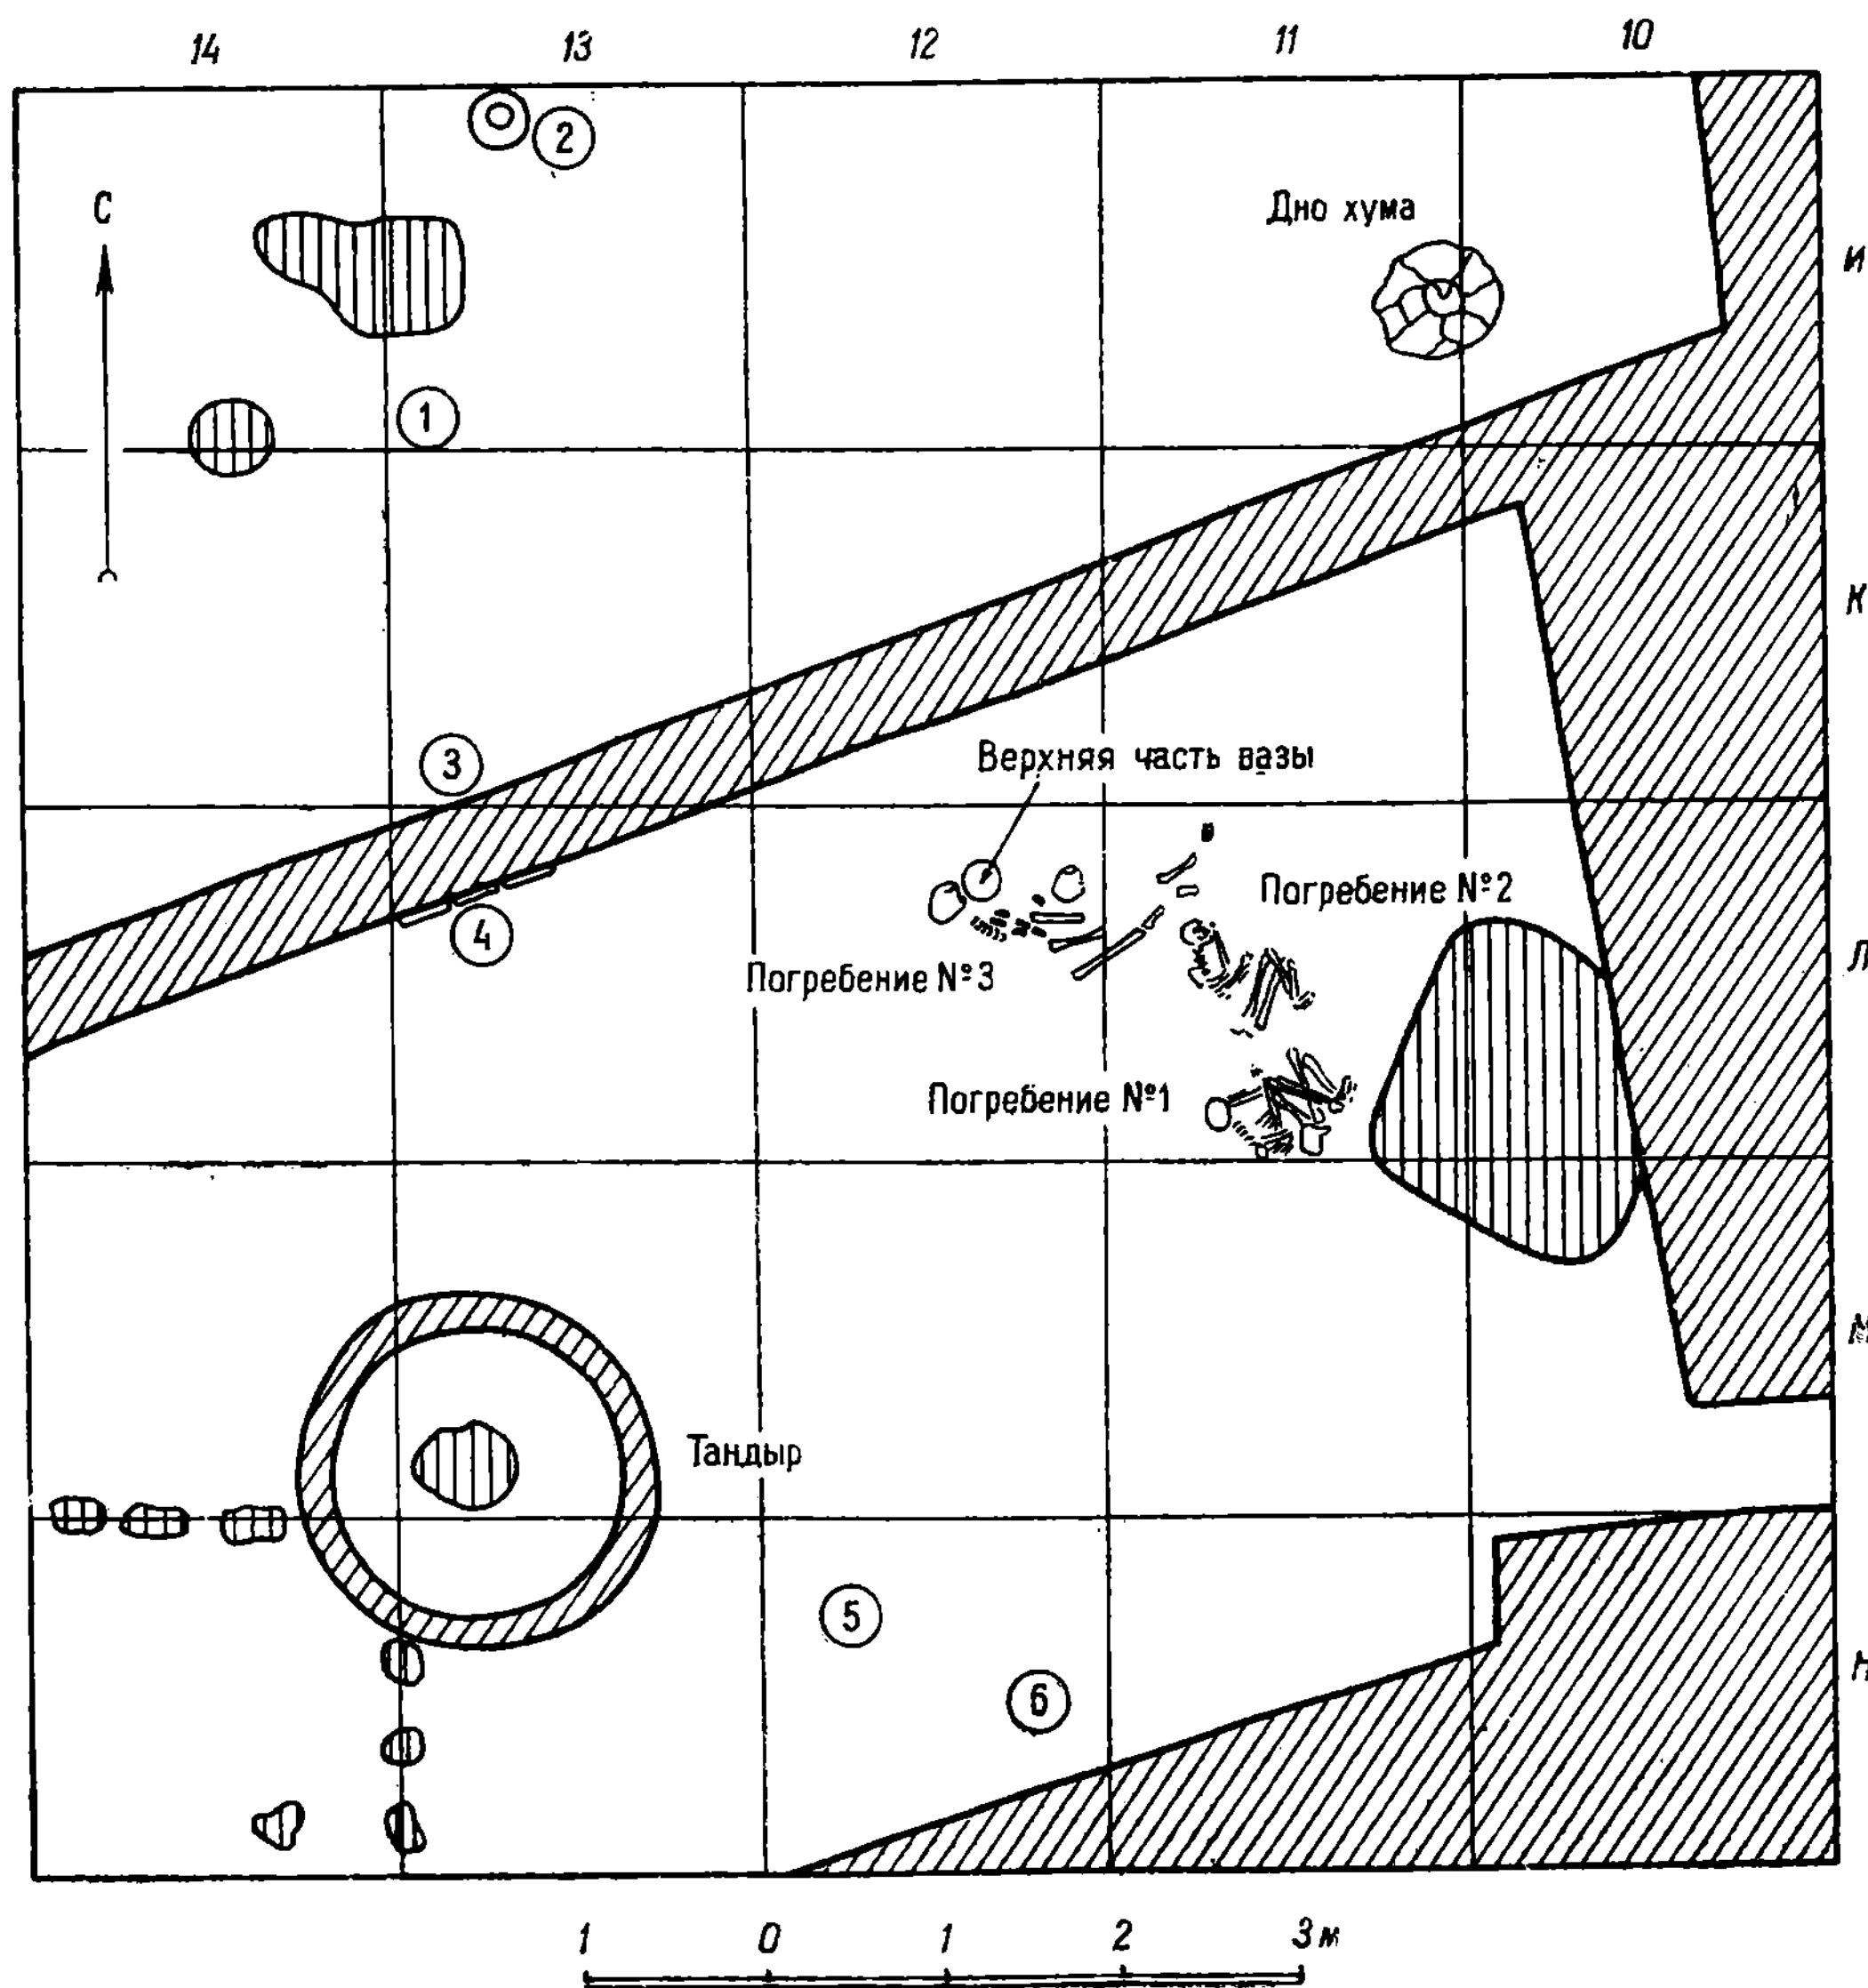 14 13 12 11 10
2
С
Дно хума
И
1
К
3
Верхняя часть вазы
4
Погребение №2
Погребение №3
Л
Погребение №1
М
Тандыр
5
6
Н
1 0 1 2 3 м